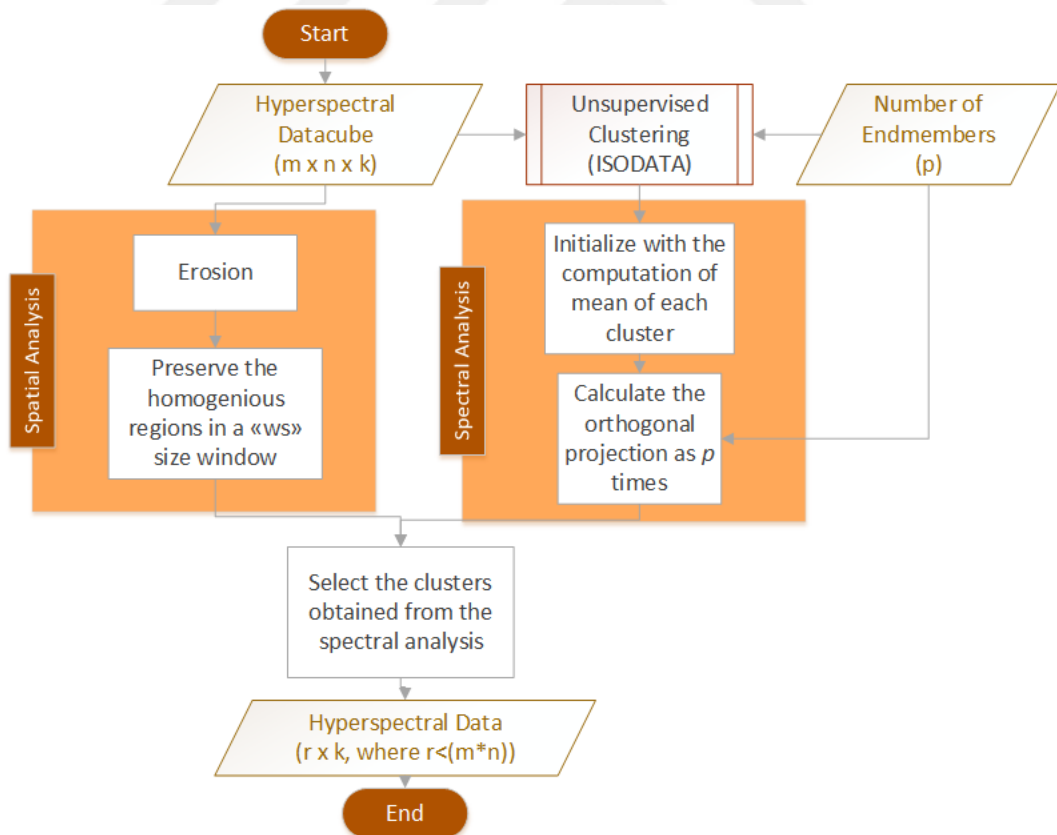 Start
Hyperspectral
Datacube
(m x n x k)
Unsupervised
Clustering
(ISODATA)
Number of
Endmembers
(p)
Spatial Analysis
Erosion
Preserve the
homogenious
regions in a «ws»
size window
Spectral Analysis
Initialize with the
computation of
mean of each
cluster
Calculate the
orthogonal
projection as p
times
Select the clusters
obtained from the
spectral analysis
Hyperspectral Data
(r x k, where r<(m*n))
End